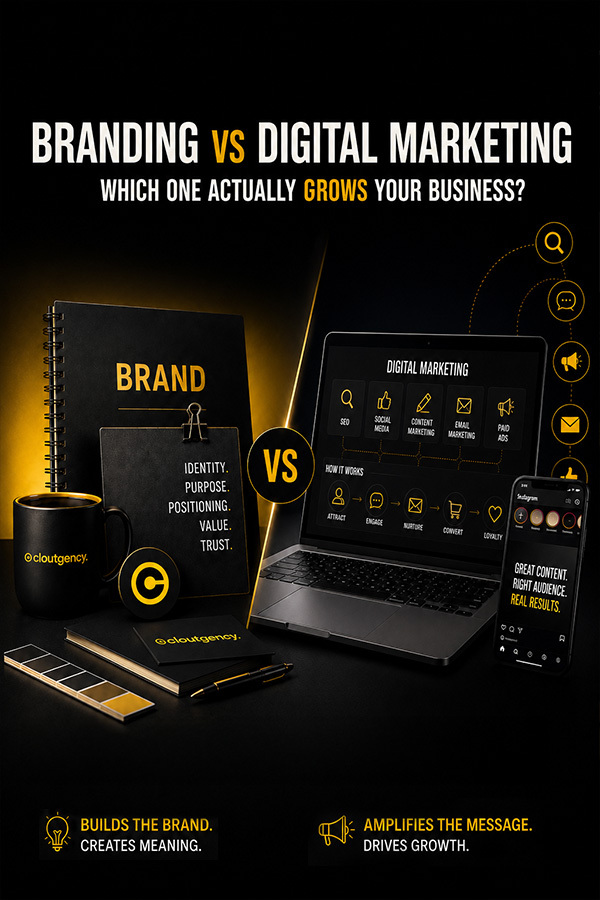 BRANDING VS DIGITAL MARKETING
WHICH ONE ACTUALLY GROWS YOUR BUSINESS?
BRAND
IDENTITY.
PURPOSE.
POSITIONING.
VALUE.
TRUST.
cloutgency.
cloutgency.
VS
DIGITAL MARKETING
SEO
SOCIAL
MEDIA
CONTENT
MARKETING
EMAIL
MARKETING
PAID
ADS
HOW IT WORKS
ATTRACT
ENGAGE
NURTURE
CONVERT
LOYALTY
Instagram
GREAT CONTENT.
RIGHT AUDIENCE.
REAL RESULTS.
BUILDS THE BRAND.
CREATES MEANING.
AMPLIFIES THE MESSAGE.
DRIVES GROWTH.